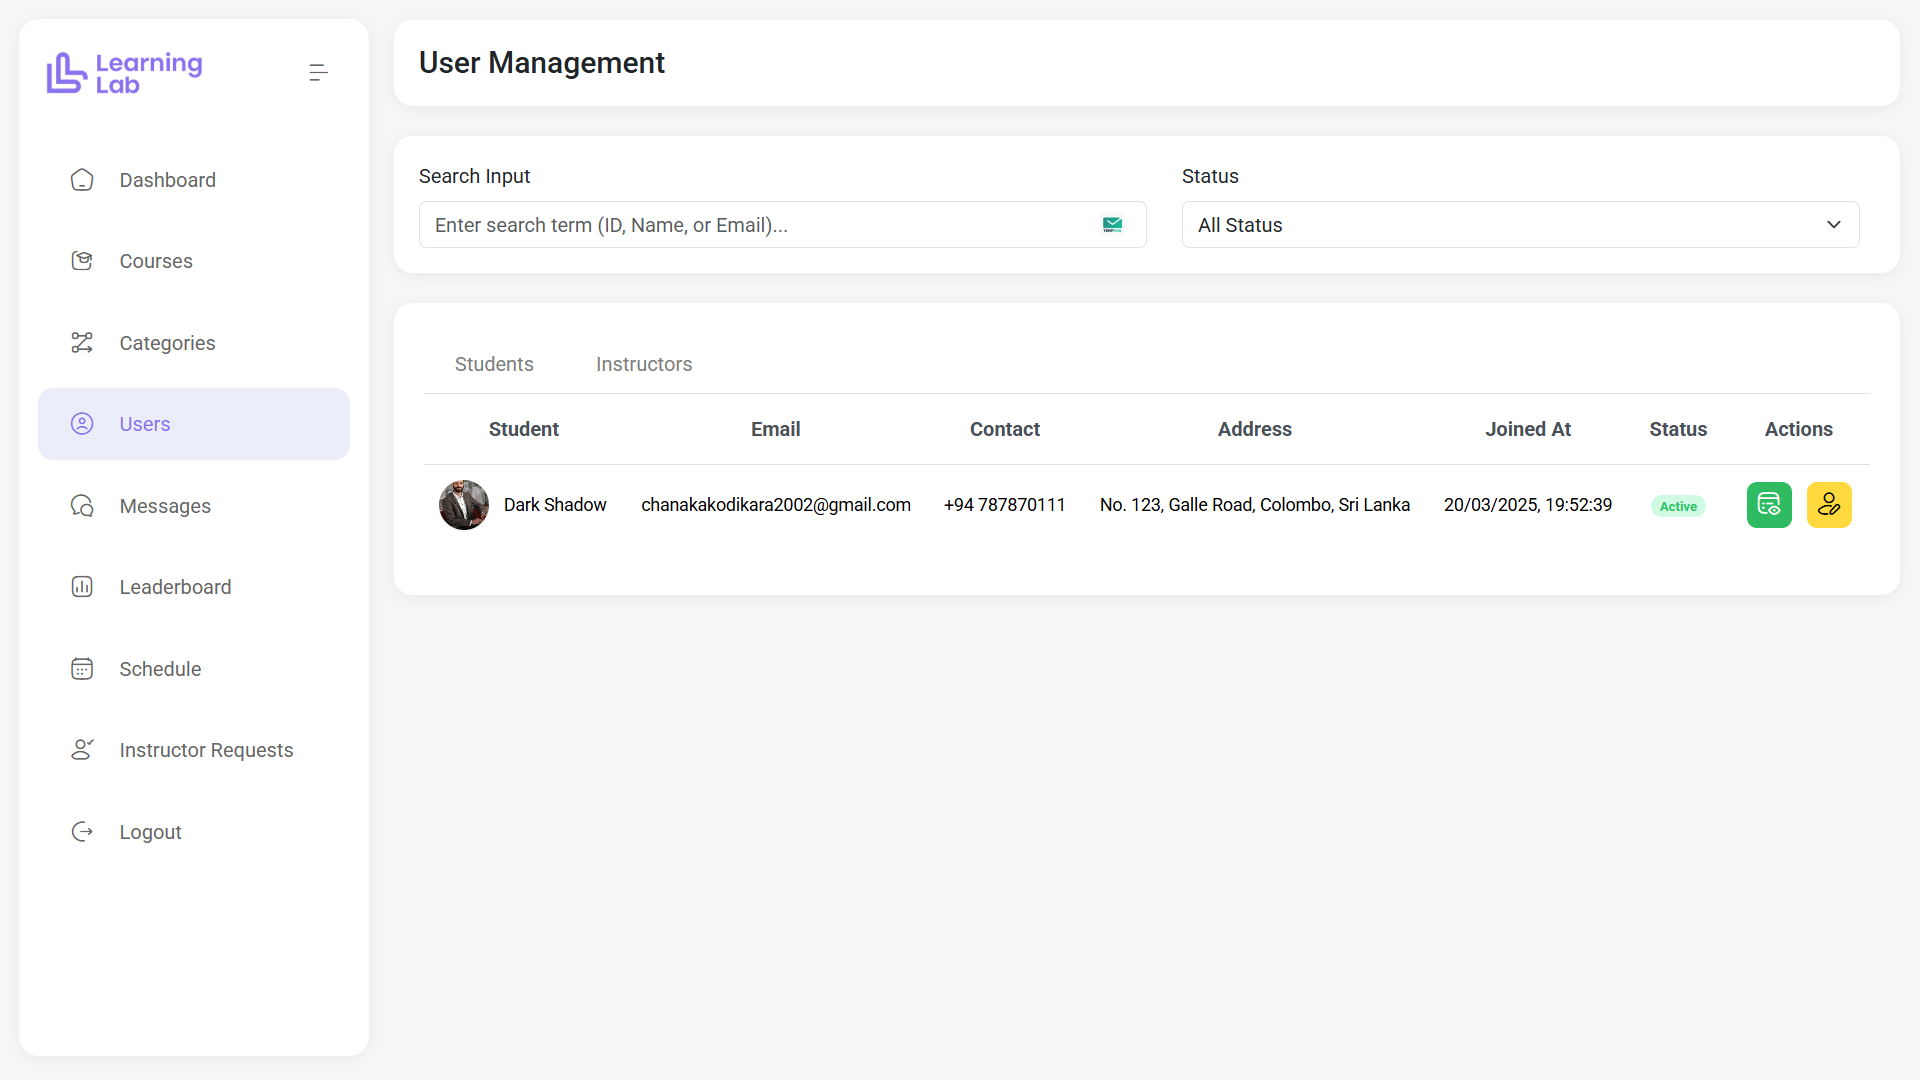 Learning
Lab
Dashboard
Courses
Categories
Users
Messages
Leaderboard
Schedule
Instructor Requests
Logout
User Management
Search Input
Enter search term (ID, Name, or Email)...
Status
All Status
Students Instructors
Student Email Contact Address Joined At Status Actions
Dark Shadow chanakakodikara2002@gmail.com +94 787870111 No. 123, Galle Road, Colombo, Sri Lanka 20/03/2025, 19:52:39 Active